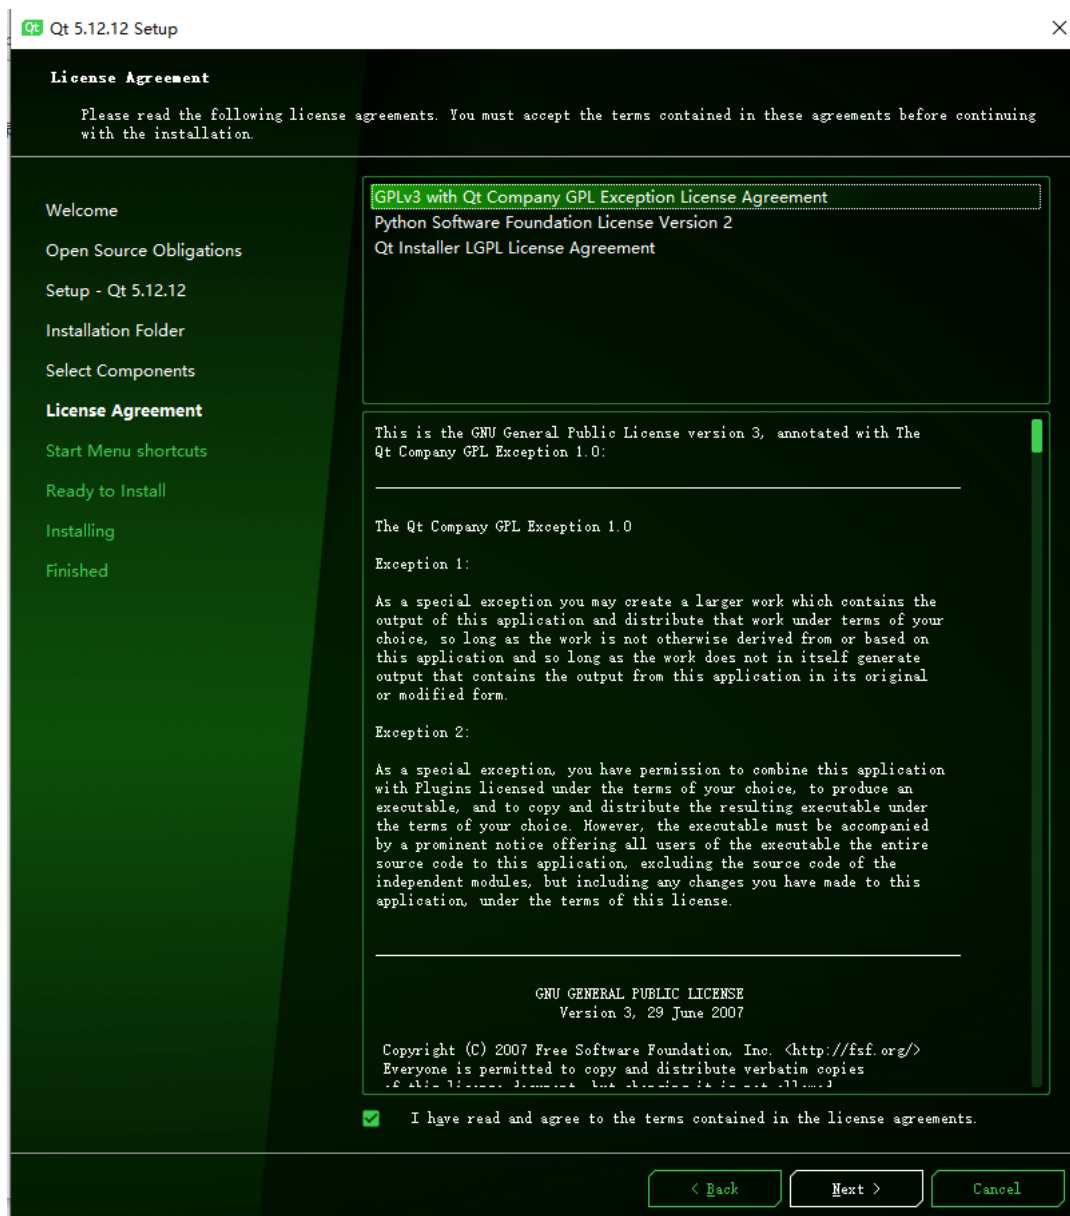 Qt Qt 5.12.12 Setup
License Agreement
Please read the following license agreements. You must accept the terms contained in these agreements before continuing
with the installation.
Welcome
Open Source Obligations
Setup - Qt 5.12.12
Installation Folder
Select Components
License Agreement
Start Menu shortcuts
Ready to Install
Installing
Finished
GPLv3 with Qt Company GPL Exception License Agreement
Python Software Foundation License Version 2
Qt Installer LGPL License Agreement
This is the GNU General Public License version 3, annotated with The
Qt Company GPL Exception 1.0:
The Qt Company GPL Exception 1.0
Exception 1:
As a special exception you may create a larger work which contains the
output of this application and distribute that work under terms of your
choice, so long as the work is not otherwise derived from or based on
this application and so long as the work does not in itself generate
output that contains the output from this application in its original
or modified form.
Exception 2:
As a special exception, you have permission to combine this application
with Plugins licensed under the terms of your choice, to produce an
executable, and to copy and distribute the resulting executable under
the terms of your choice. However, the executable must be accompanied
by a prominent notice offering all users of the executable the entire
source code to this application, excluding the source code of the
independent modules, but including any changes you have made to this
application, under the terms of this license.
GNU GENERAL PUBLIC LICENSE
Version 3, 29 June 2007
Copyright (C) 2007 Free Software Foundation, Inc. <http://fsf.org/>
Everyone is permitted to copy and distribute verbatim copies
of this license document, but changing it is not allowed.
I have read and agree to the terms contained in the license agreements.
< Back
Next >
Cancel